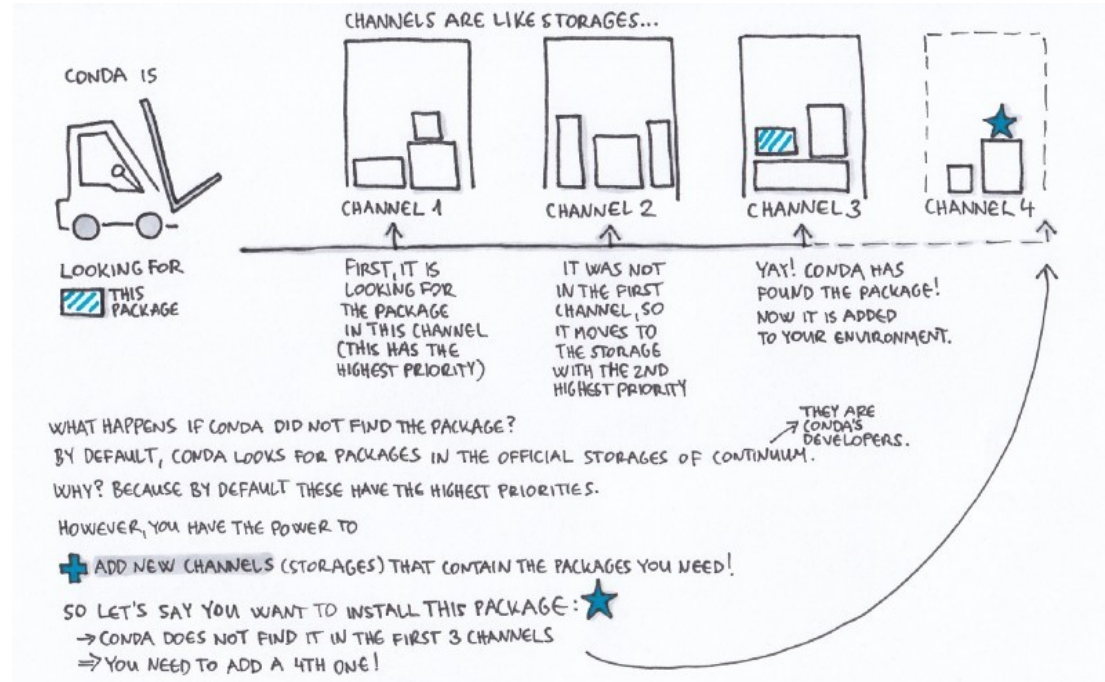 CHANNELS ARE LIKE STORAGES...
CONDA IS
LOOKING FOR
THIS
PACKAGE
CHANNEL 1
CHANNEL 2
CHANNEL 3
CHANNEL 4
FIRST, IT IS
LOOKING FOR
THE PACKAGE
IN THIS CHANNEL
(THIS HAS THE
HIGHEST PRIORITY)
IT WAS NOT
IN THE FIRST
CHANNEL, SO
IT MOVES TO
THE STORAGE
WITH THE 2ND
HIGHEST PRIORITY
YAY! CONDA HAS
FOUND THE PACKAGE!
NOW IT IS ADDED
TO YOUR ENVIRONMENT.
WHAT HAPPENS IF CONDA DID NOT FIND THE PACKAGE?
BY DEFAULT, CONDA LOOKS FOR PACKAGES IN THE OFFICIAL STORAGES OF CONTINUUM.
THEY ARE
CONDA'S
DEVELOPERS.
WHY? BECAUSE BY DEFAULT THESE HAVE THE HIGHEST PRIORITIES.
HOWEVER, YOU HAVE THE POWER TO
ADD NEW CHANNELS (STORAGES) THAT CONTAIN THE PACKAGES YOU NEED!
SO LET'S SAY YOU WANT TO INSTALL THIS PACKAGE:
→ CONDA DOES NOT FIND IT IN THE FIRST 3 CHANNELS
⇒ YOU NEED TO ADD A 4TH ONE!